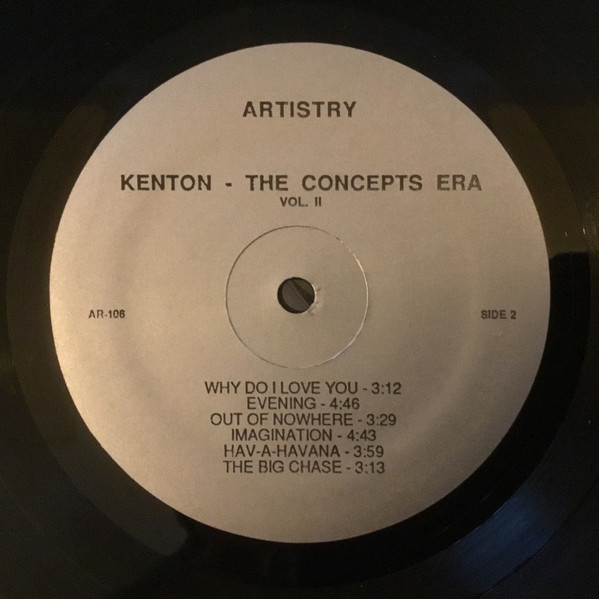 ARTISTRY
KENTON - THE CONCEPTS ERA
VOL. II
AR-106
SIDE 2
WHY DO I LOVE YOU - 3:12
EVENING - 4:46
OUT OF NOWHERE - 3:29
IMAGINATION - 4:43
HAV-A-HAVANA - 3:59
THE BIG CHASE - 3:13